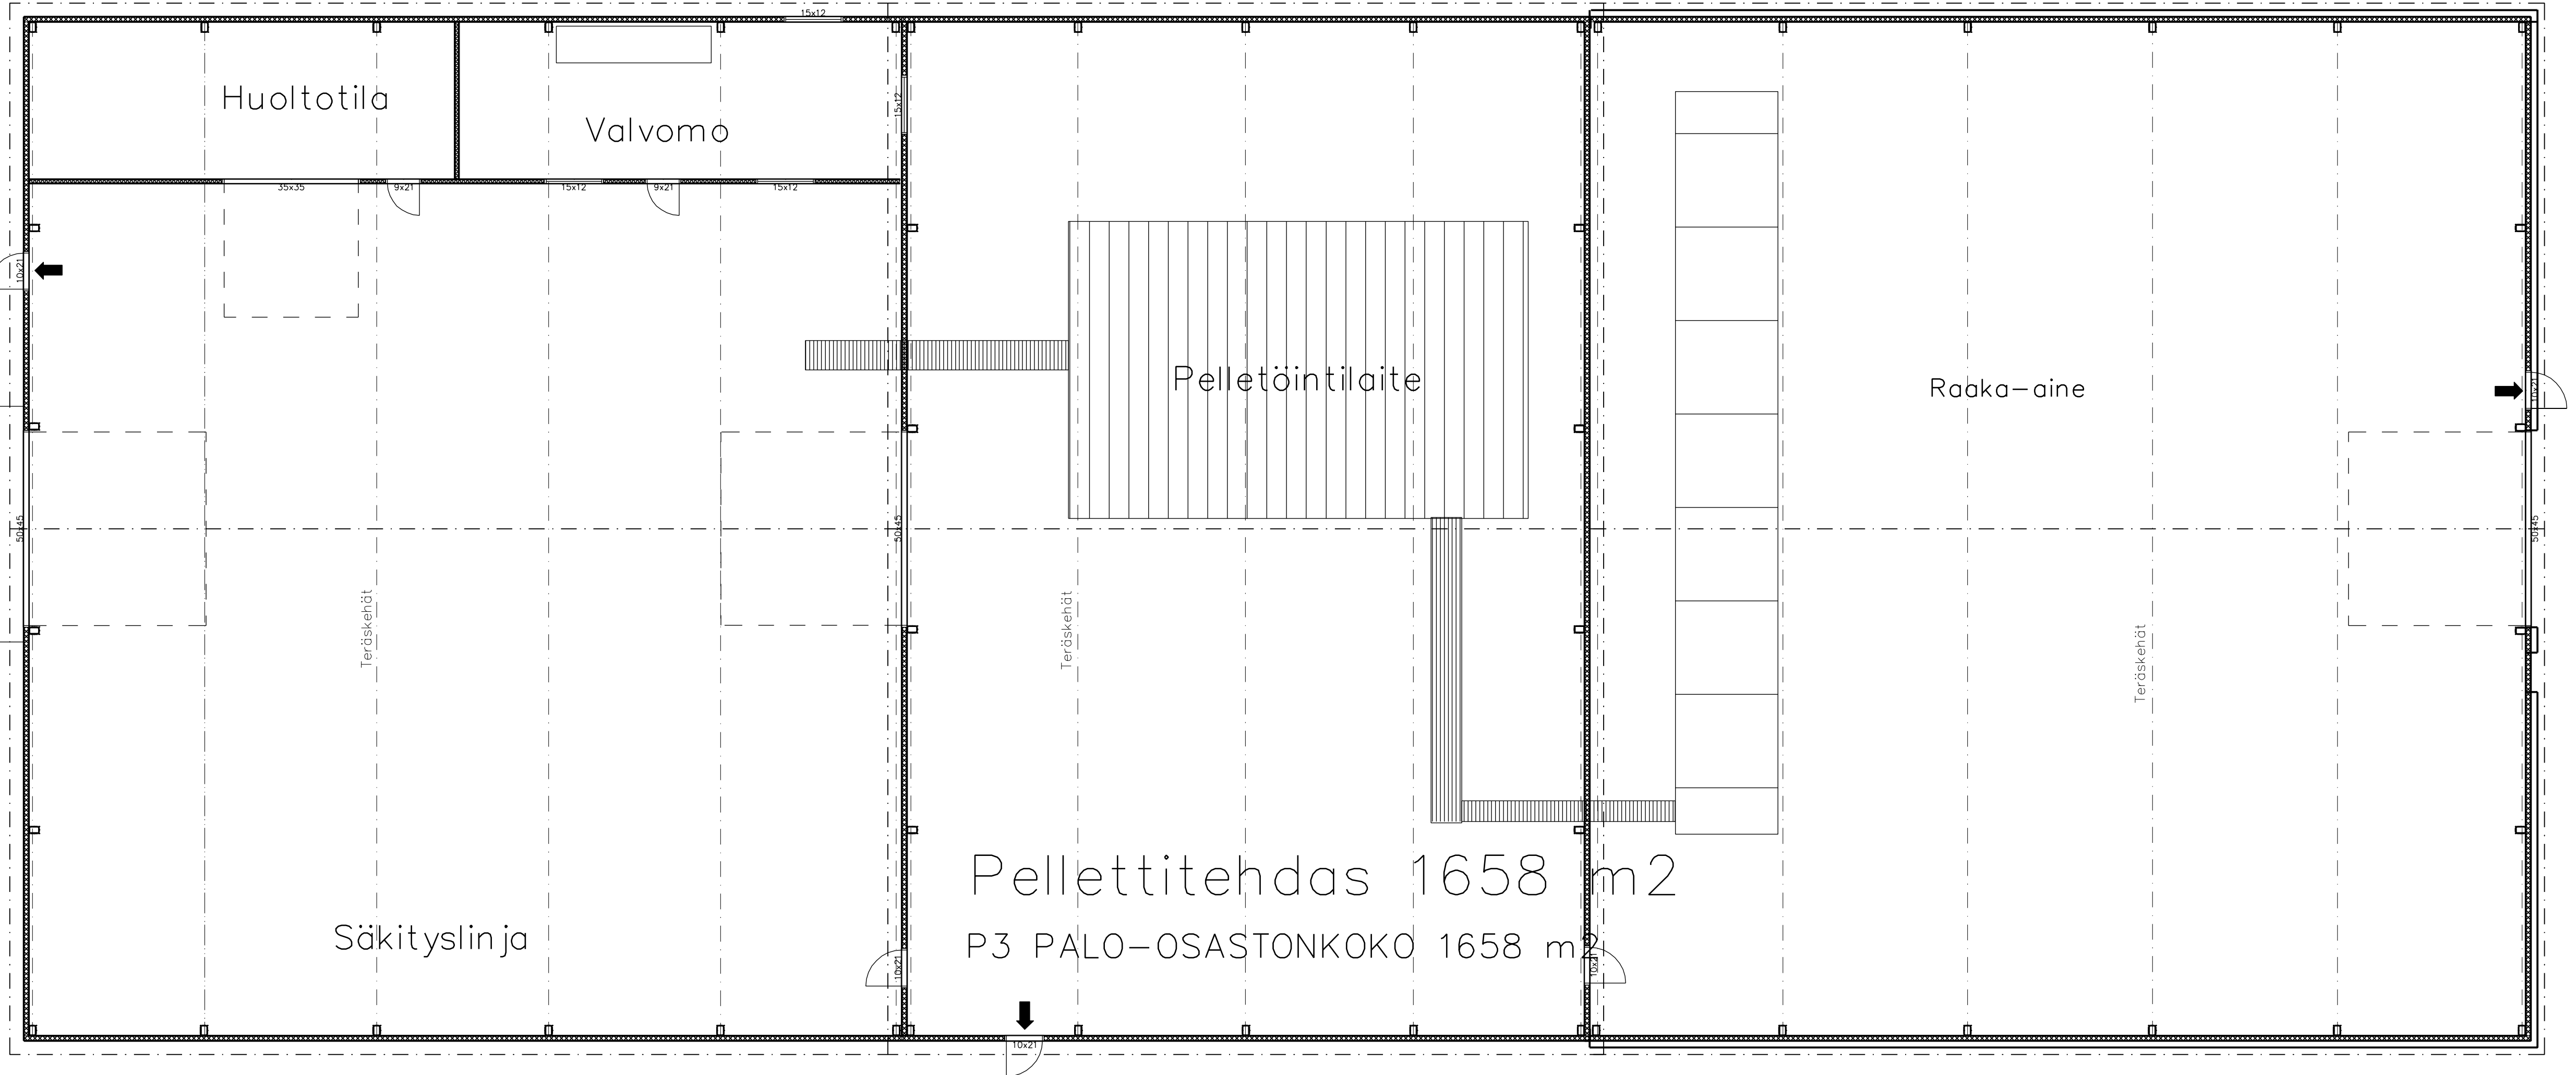 15x12
Huoltotila
Valvomo
15x12
35x35
9x21
15x12
9x21
15x12
10x21
Pelletöintilaite
Raaka-aine
10x21
50x45
50x45
50x45
Teräskehät
Teräskehät
Teräskehät
Pellettitehdas 1658 m2
Säkityslinja
P3 PALO-OSASTONKOKO 1658 m2
10x21
10x21
10x21